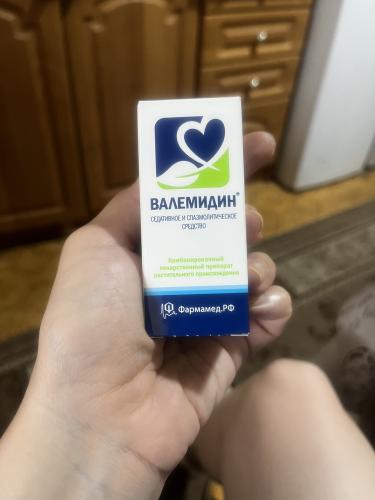 ВАЛЕМИДИН®
СЕДАТИВНОЕ И СПАЗМОЛИТИЧЕСКОЕ
СРЕДСТВО
Комбинированный
лекарственный препарат
растительного происхождения
Фармамед.РФ